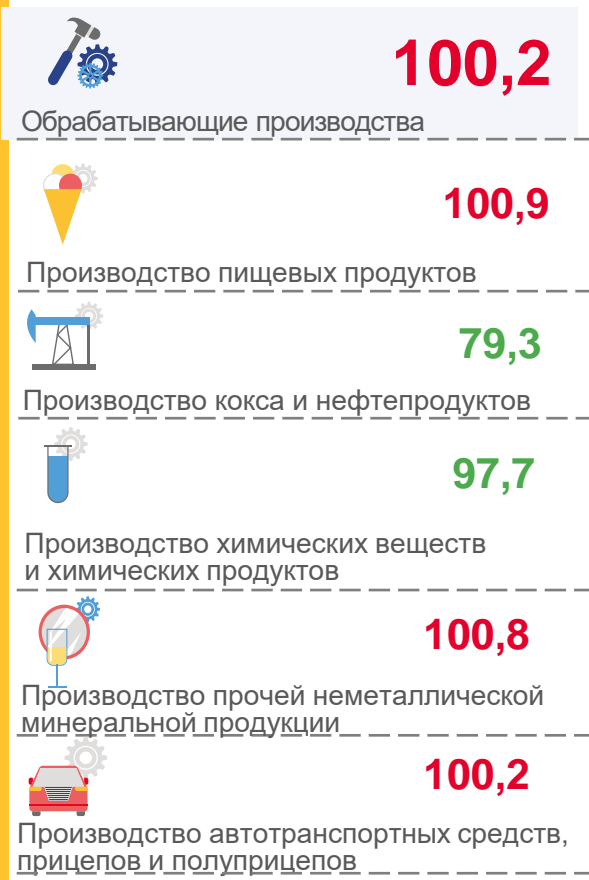 100,2
Обрабатывающие производства
100,9
Производство пищевых продуктов
79,3
Производство кокса и нефтепродуктов
97,7
Производство химических веществ
и химических продуктов
100,8
Производство прочей неметаллической
минеральной продукции
100,2
Производство автотранспортных средств,
прицепов и полуприцепов